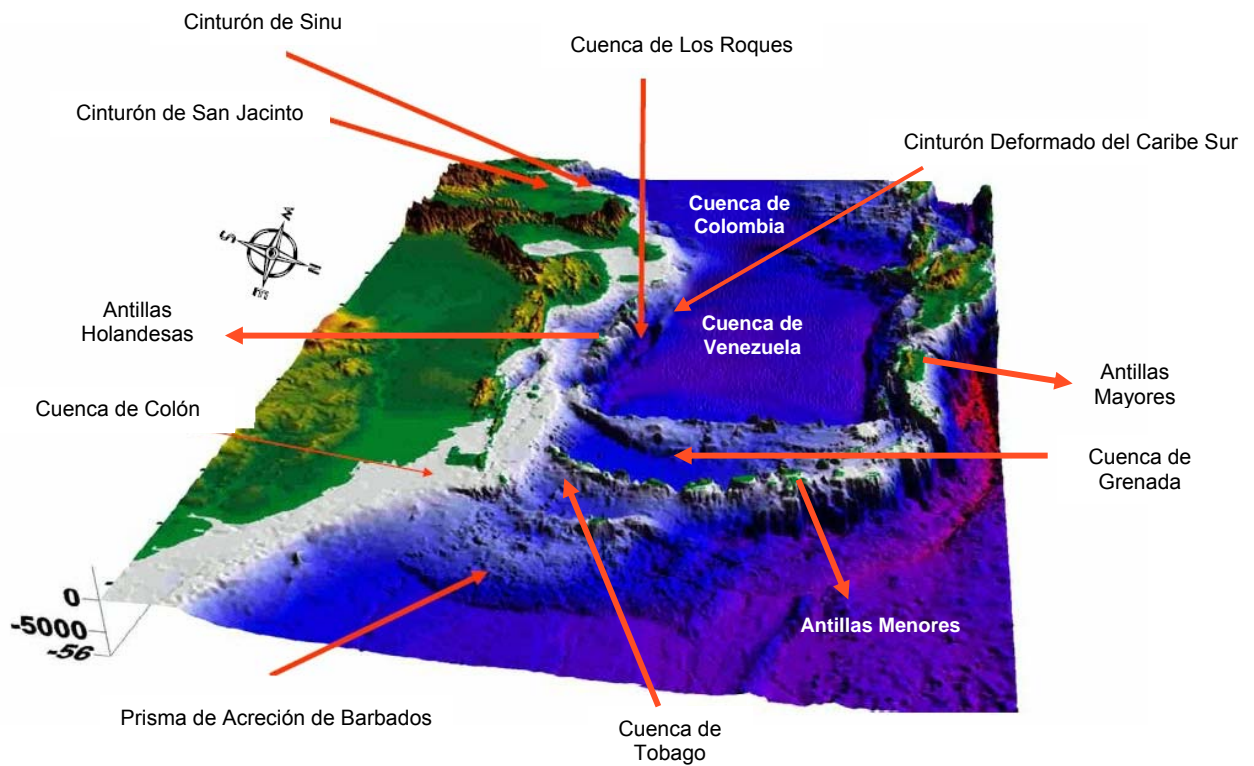 Cinturón de Sinu
Cuenca de Los Roques
Cinturón de San Jacinto
Cinturón Deformado del Caribe Sur
Cuenca de
Colombia
W
S
N
E
Antillas
Holandesas
Cuenca de
Venezuela
Antillas
Mayores
Cuenca de Colón
Cuenca de
Grenada
0
-5000
-56
Antillas Menores
Prisma de Acreción de Barbados
Cuenca de
Tobago